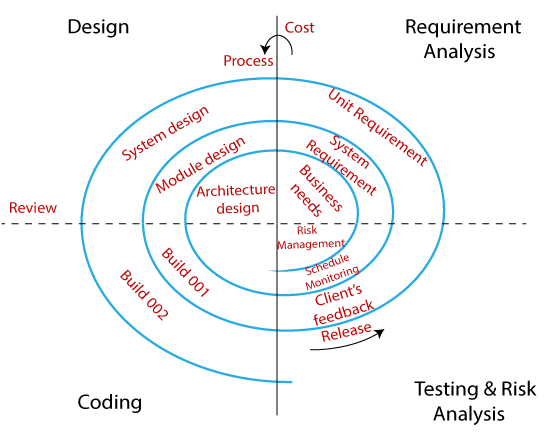 Design
Cost
Requirement
Analysis
Process
System design
Unit Requirement
Module design
System
Requirement
Architecture
design
Business
needs
Review
Risk
Management
Schedule
Monitoring
Build 001
Build 002
Client's
feedback
Release
Coding
Testing & Risk
Analysis